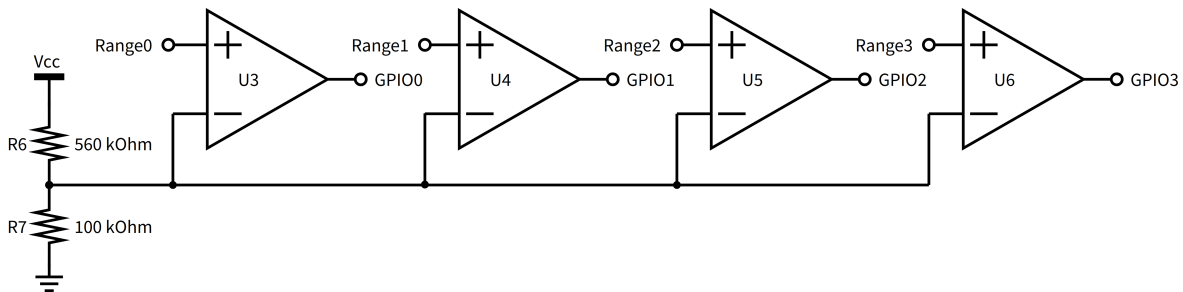 Range0
U3
GPIO0
Range1
U4
GPIO1
Range2
U5
GPIO2
Range3
U6
GPIO3
Vcc
R6 560 kOhm
R7 100 kOhm